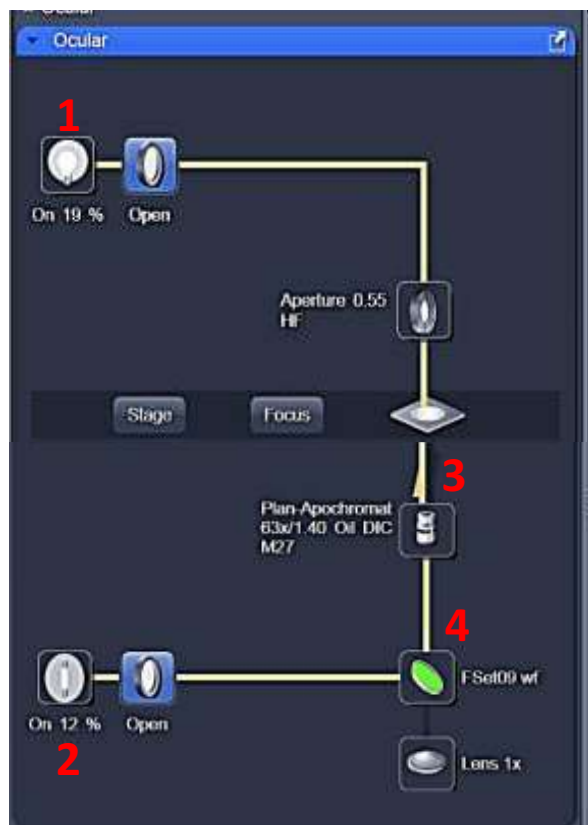 Ocular
Ocular
1
On 19 %
Open
Aperture 0.55
HF
Stage
Focus
3
Plan-Apochromat
63x/1.40 Oil DIC
M27
4
FSet09 wf
On 12 %
Open
2
Lens 1x